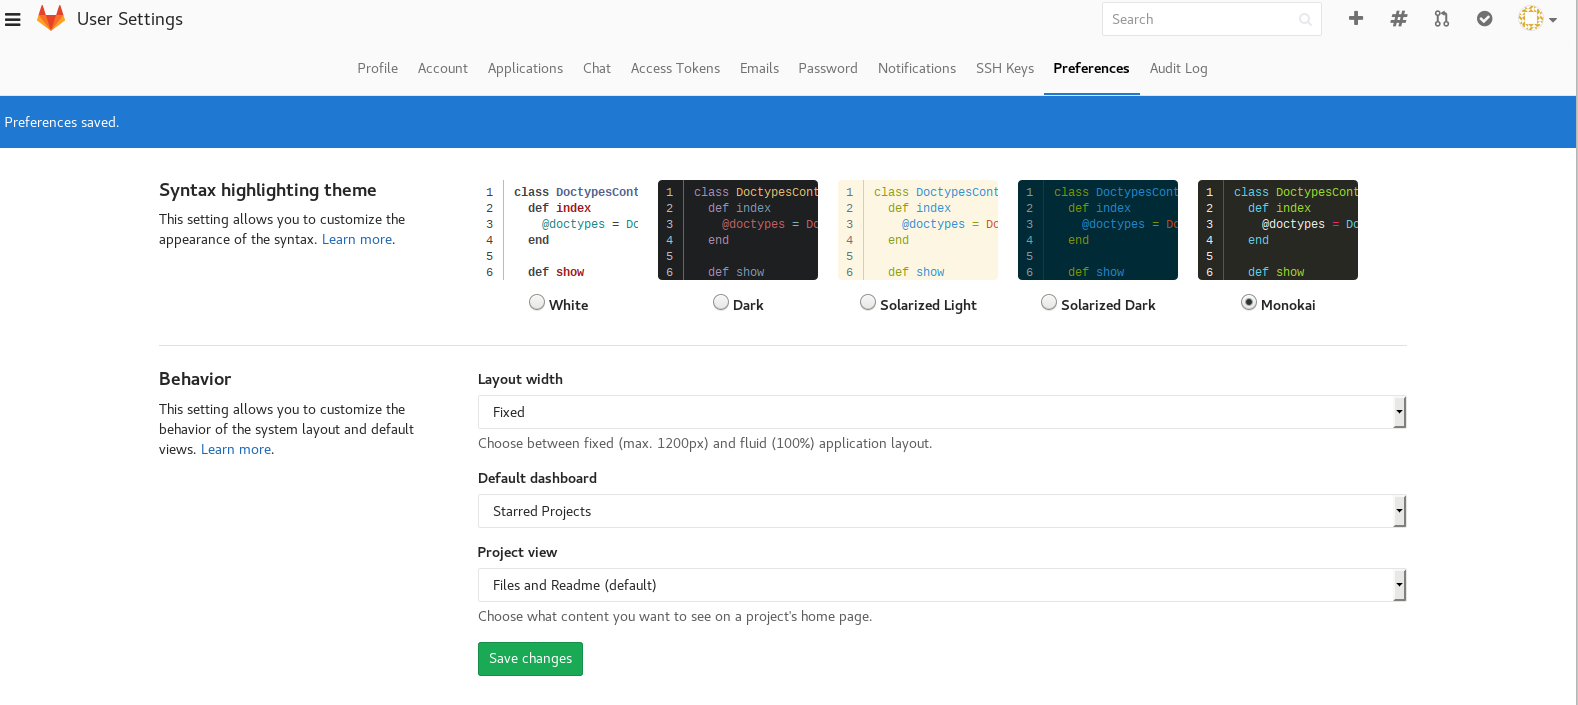 User Settings
Search
Profile Account Applications Chat Access Tokens Emails Password Notifications SSH Keys Preferences Audit Log
Preferences saved.
Syntax highlighting theme
This setting allows you to customize the
appearance of the syntax. Learn more.
1 class DoctypesCont
2 def index
3 @doctypes = Dc
4 end
5
6 def show
White
1 class DoctypesCont
2 def index
3 @doctypes = Dc
4 end
5
6 def show
Dark
1 class DoctypesCont
2 def index
3 @doctypes = Dc
4 end
5
6 def show
Solarized Light
1 class DoctypesCont
2 def index
3 @doctypes = Dc
4 end
5
6 def show
Solarized Dark
1 class DoctypesCont
2 def index
3 @doctypes = Dc
4 end
5
6 def show
Monokai
Behavior
This setting allows you to customize the
behavior of the system layout and default
views. Learn more.
Layout width
Fixed
Choose between fixed (max. 1200px) and fluid (100%) application layout.
Default dashboard
Starred Projects
Project view
Files and Readme (default)
Choose what content you want to see on a project's home page.
Save changes